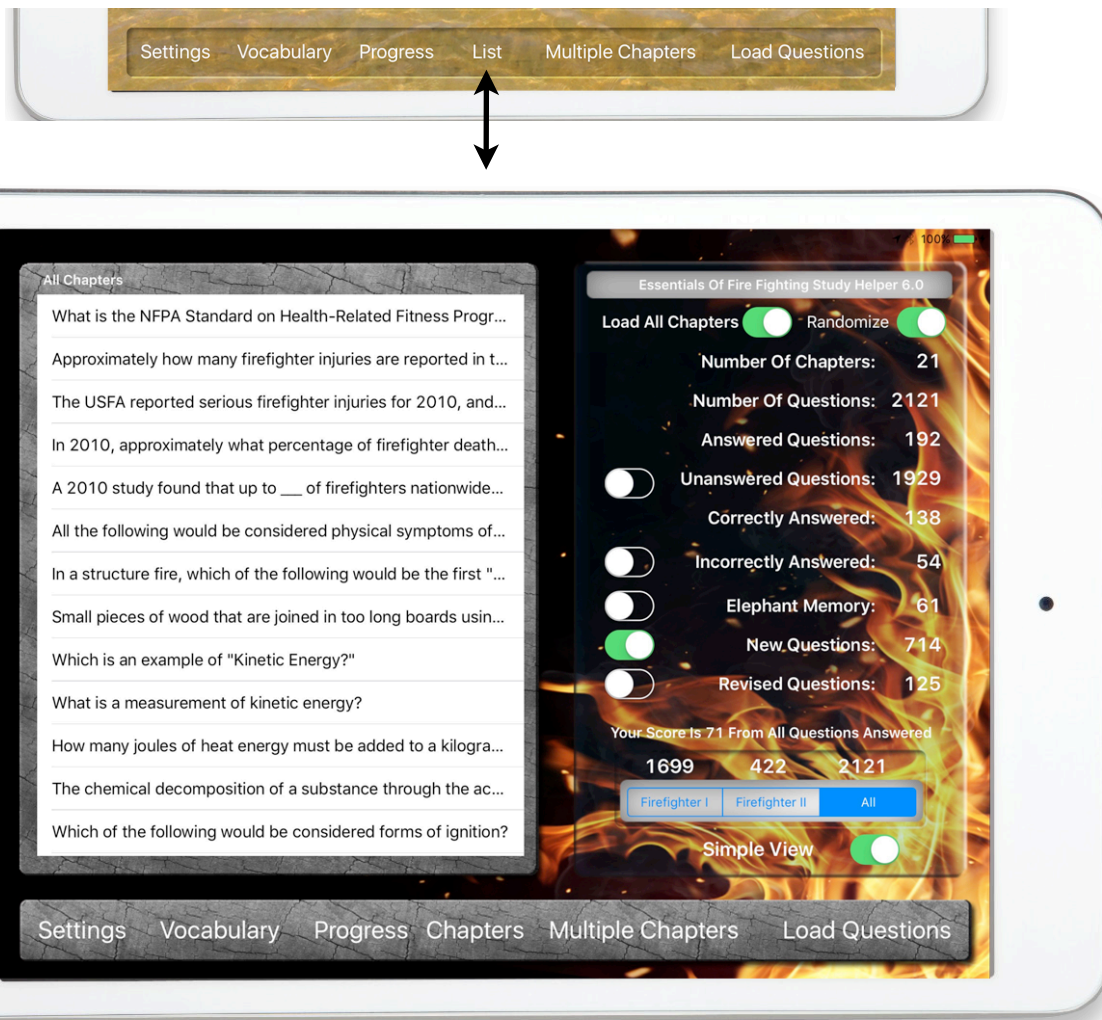 Settings Vocabulary Progress List Multiple Chapters Load Questions
100%
All Chapters
What is the NFPA Standard on Health-Related Fitness Progr...
Approximately how many firefighter injuries are reported in t...
The USFA reported serious firefighter injuries for 2010, and...
In 2010, approximately what percentage of firefighter death...
A 2010 study found that up to ___ of firefighters nationwide...
All the following would be considered physical symptoms of...
In a structure fire, which of the following would be the first "...
Small pieces of wood that are joined in too long boards usin...
Which is an example of "Kinetic Energy?"
What is a measurement of kinetic energy?
How many joules of heat energy must be added to a kilogra...
The chemical decomposition of a substance through the ac...
Which of the following would be considered forms of ignition?
Essentials Of Fire Fighting Study Helper 6.0
Load All Chapters Randomize
Number Of Chapters: 21
Number Of Questions: 2121
Answered Questions: 192
Unanswered Questions: 1929
Correctly Answered: 138
Incorrectly Answered: 54
Elephant Memory: 61
New Questions: 714
Revised Questions: 125
Your Score Is 71 From All Questions Answered
1699 422 2121
Firefighter I Firefighter II All
Simple View
Settings Vocabulary Progress Chapters Multiple Chapters Load Questions